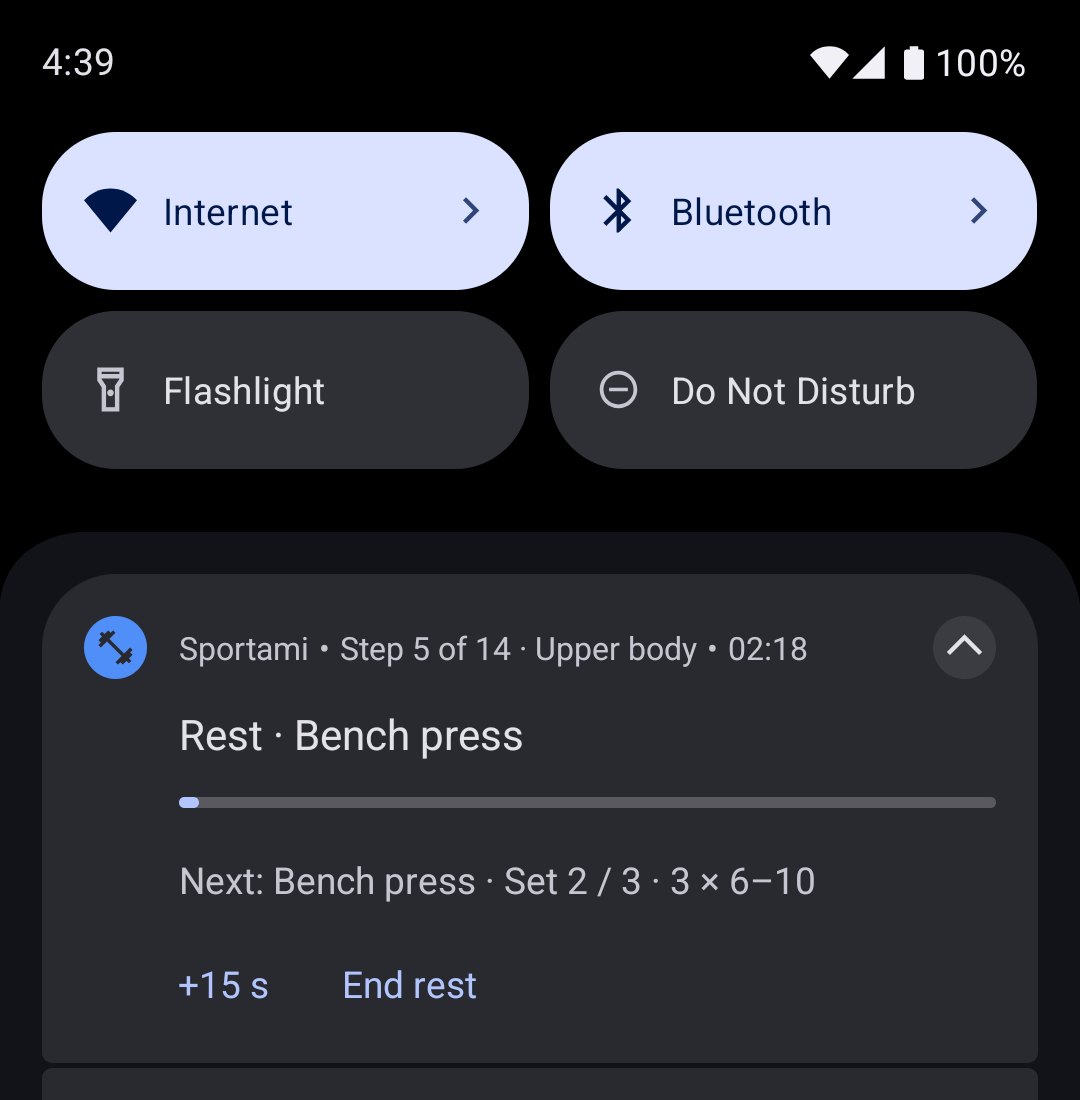 4:39 100%
Internet
Bluetooth
Flashlight
Do Not Disturb
Sportami • Step 5 of 14 · Upper body • 02:18
Rest · Bench press
Next: Bench press · Set 2 / 3 · 3 × 6–10
+15 s End rest